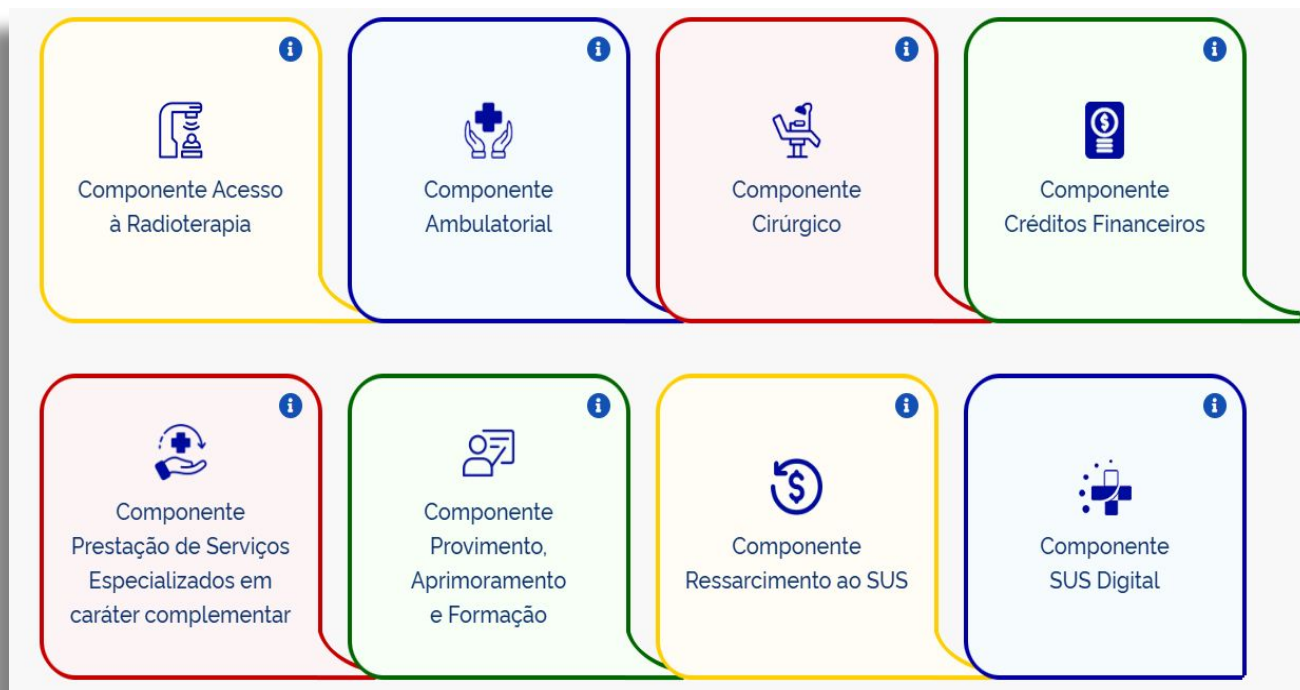 Componente Acesso
à Radioterapia
Componente
Ambulatorial
Componente
Cirúrgico
Componente
Créditos Financeiros
Componente
Prestação de Serviços
Especializados em
caráter complementar
Componente
Provimento,
Aprimoramento
e Formação
Componente
Ressarcimento ao SUS
Componente
SUS Digital